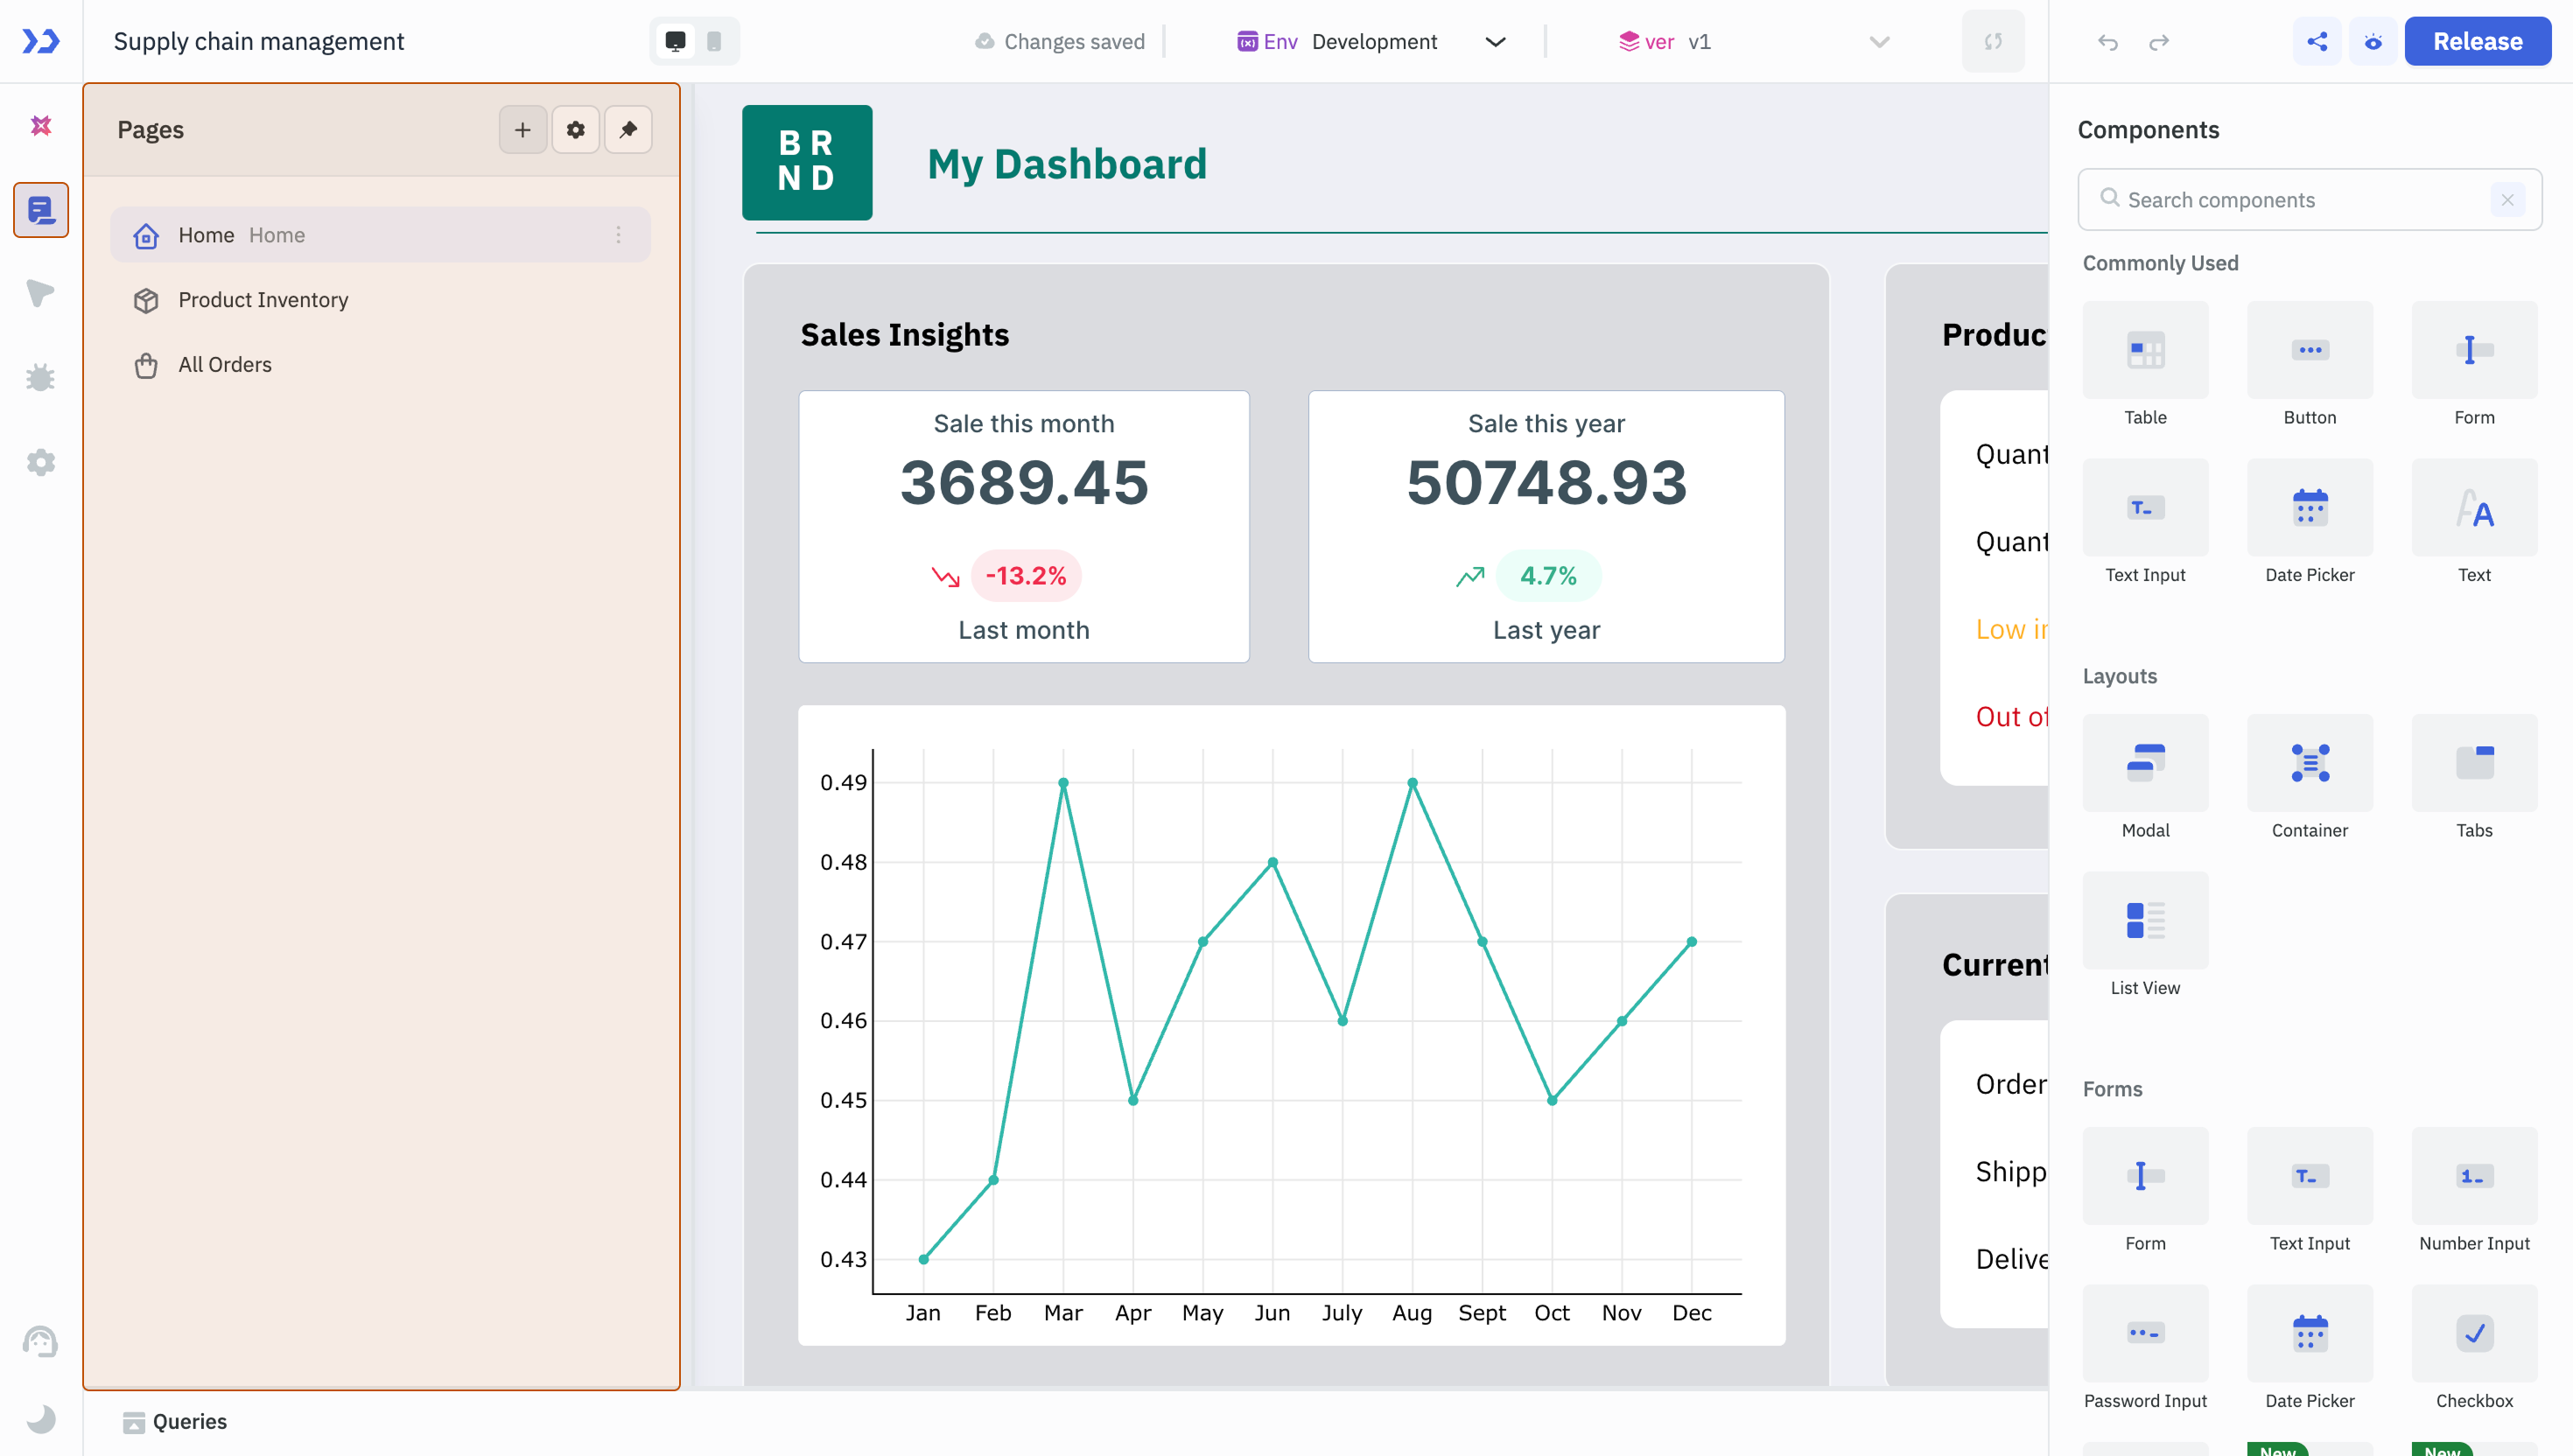 Supply chain management
Changes saved
Env Development
ver v1
Release
Pages
Home Home
Product Inventory
All Orders
B R
N D
My Dashboard
Sales Insights
Sale this month
3689.45
-13.2%
Last month
Sale this year
50748.93
4.7%
Last year
0.49
0.48
0.47
0.46
0.45
0.44
0.43
Jan Feb Mar Apr May Jun July Aug Sept Oct Nov Dec
Produc
Quant
Quant
Low in
Out of
Current
Order
Shipp
Delive
Queries
Components
Search components
Commonly Used
Table Button Form
Text Input Date Picker Text
Layouts
Modal Container Tabs
List View
Forms
Form Text Input Number Input
Password Input Date Picker Checkbox
New New